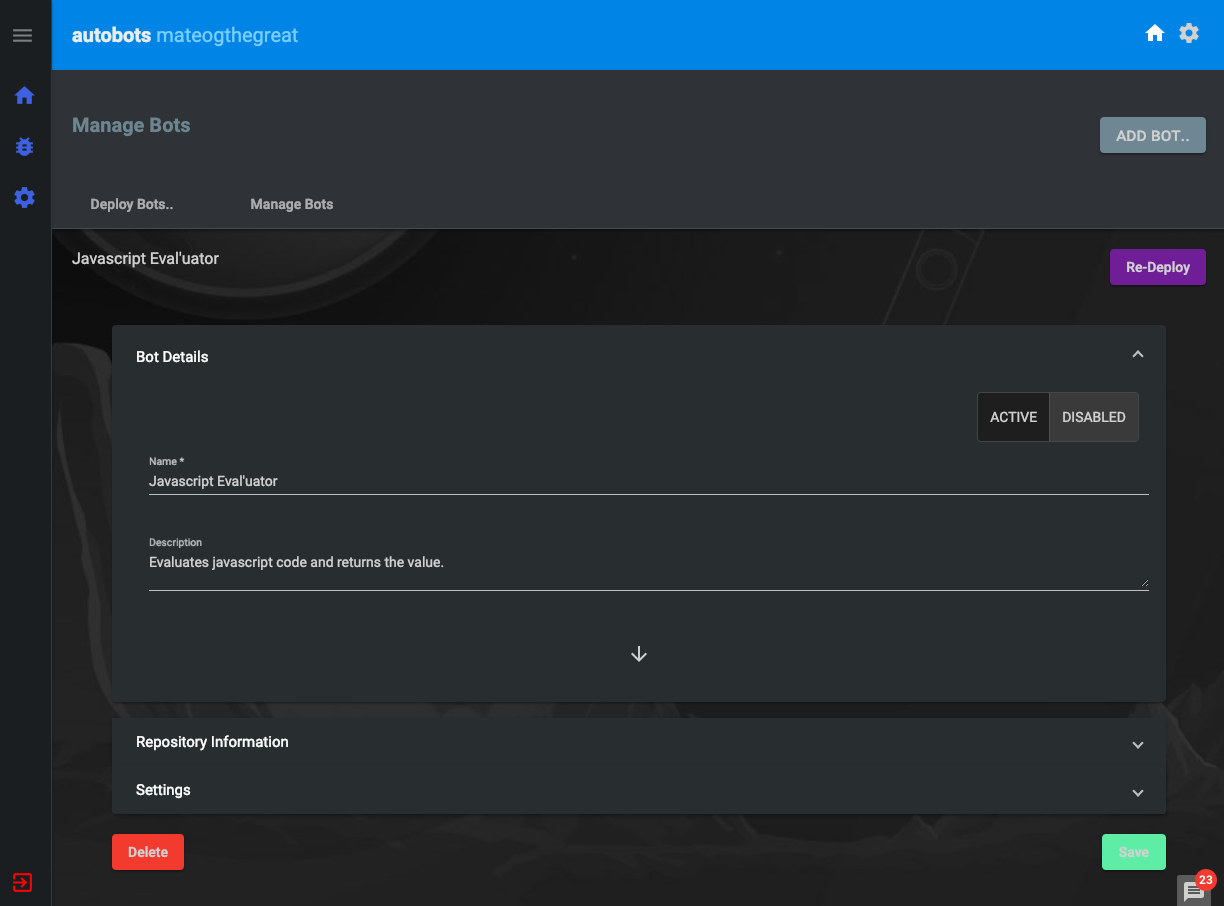 autobots mateogthegreat
Manage Bots
ADD BOT..
Deploy Bots..
Manage Bots
Javascript Eval'uator
Re-Deploy
Bot Details
ACTIVE
DISABLED
Name *
Javascript Eval'uator
Description
Evaluates javascript code and returns the value.
Repository Information
Settings
Delete
Save
23